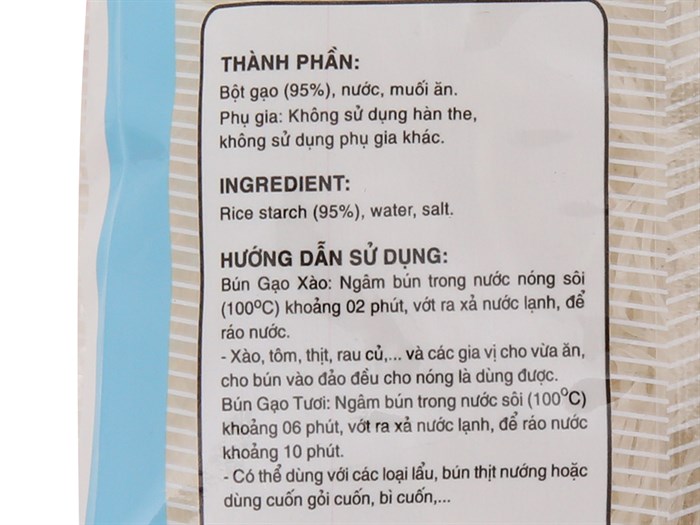 THÀNH PHẦN:
Bột gạo (95%), nước, muối ăn.
Phụ gia: Không sử dụng hàn the,
không sử dụng phụ gia khác.
INGREDIENT:
Rice starch (95%), water, salt.
HƯỚNG DẪN SỬ DỤNG:
Bún Gạo Xào: Ngâm bún trong nước nóng sôi
(100⁰C) khoảng 02 phút, vớt ra xả nước lạnh, để
ráo nước.
- Xào, tôm, thịt, rau củ,... và các gia vị cho vừa ăn,
cho bún vào đảo đều cho nóng là dùng được.
Bún Gạo Tươi: Ngâm bún trong nước sôi (100⁰C)
khoảng 06 phút, vớt ra xả nước lạnh, để ráo nước
khoảng 10 phút.
- Có thể dùng với các loại lẩu, bún thịt nướng hoặc
dùng cuốn gỏi cuốn, bì cuốn,...